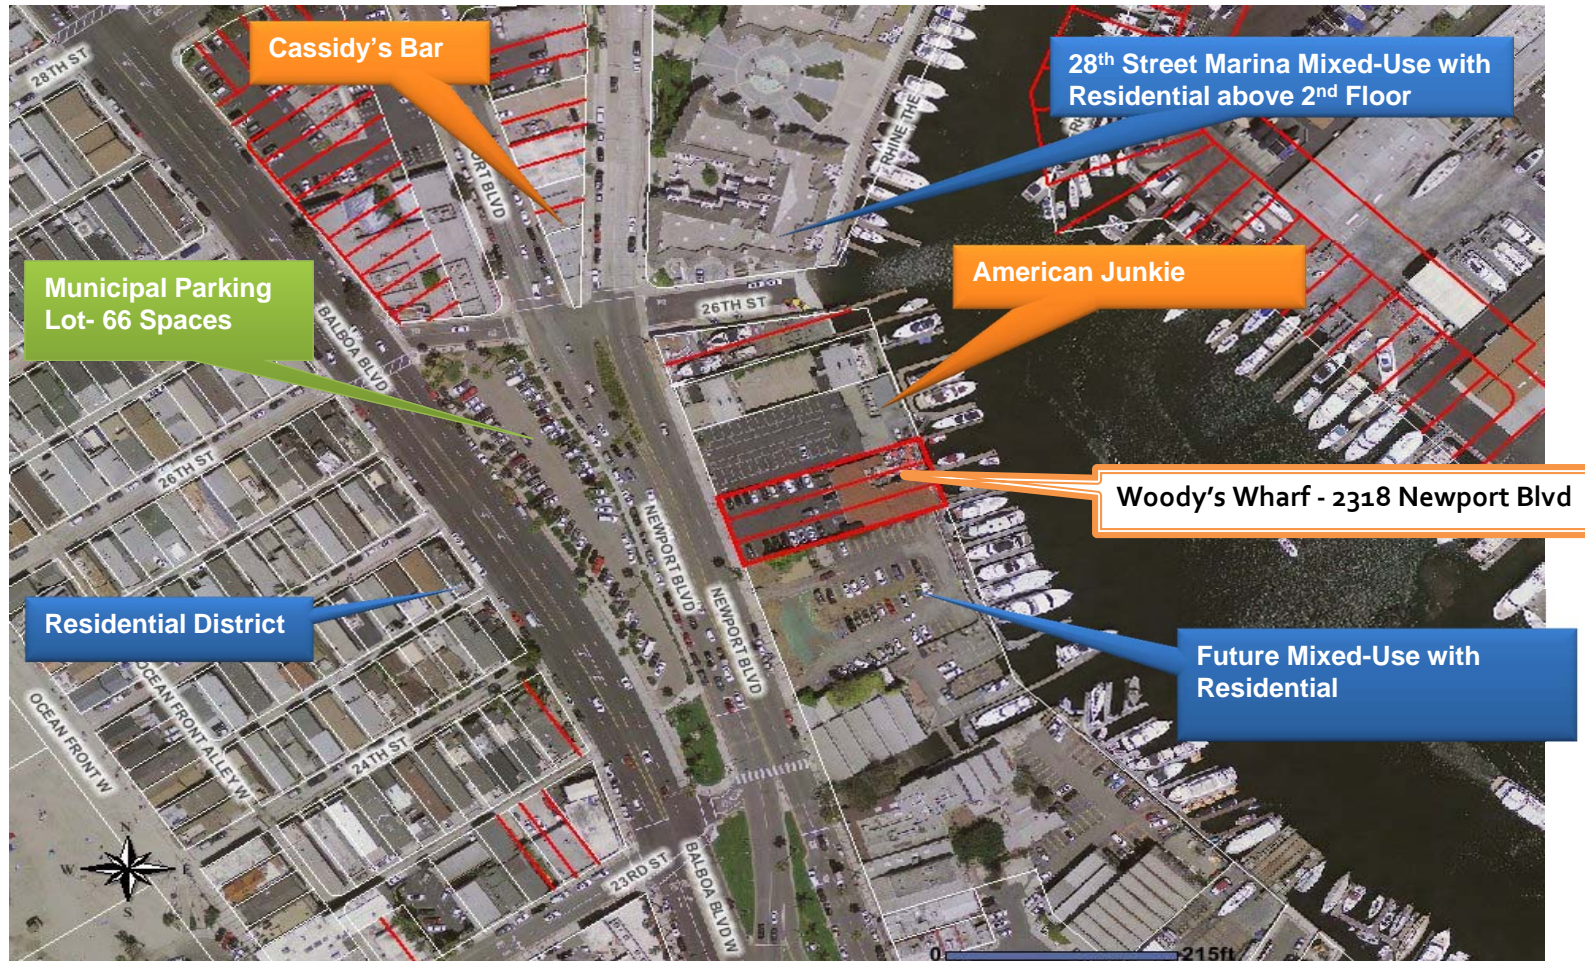 28TH ST
Cassidy's Bar
28th Street Marina Mixed-Use with
Residential above 2nd Floor
RHINE THE
ORT BLVD
Municipal Parking
Lot- 66 Spaces
American Junkie
26TH ST
BALBOA BLVD
26TH ST
Woody's Wharf - 2318 Newport Blvd
NEWPORT BLVD
NEWPORT BLVD
Residential District
Future Mixed-Use with
Residential
OCEAN FRONT ALLEY W
OCEAN FRONT W
24TH ST
23RD ST
BALBOA BLVD W
N
W
E
S
0
215ft